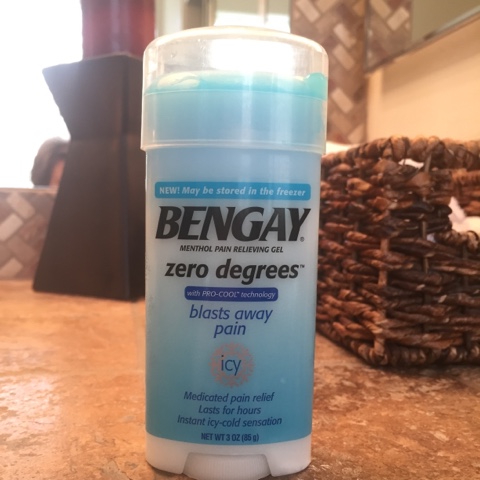 NEW! May be stored in the freezer
BENGAY®
MENTHOL PAIN RELIEVING GEL
zero degrees™
with PRO-COOL* technology
blasts away
pain
icy
Medicated pain relief
Lasts for hours
Instant icy-cold sensation
NET WT 3 OZ (85 g)